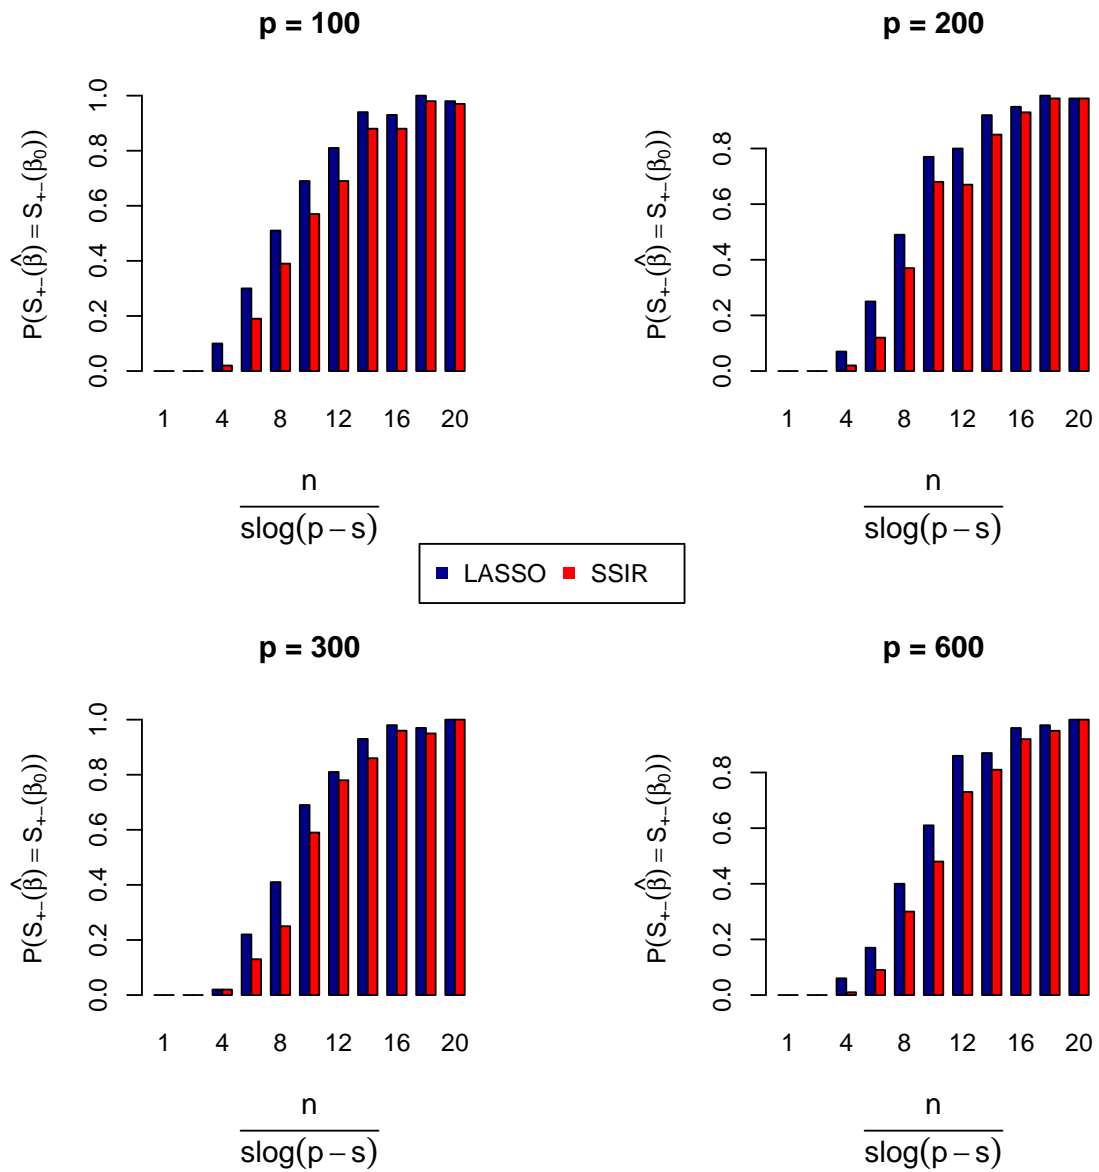 p = 100
P(S₊₋(β̂) = S₊₋(β₀))
0.0 0.2 0.4 0.6 0.8 1.0
1 4 8 12 16 20
n
slog(p − s)
p = 200
P(S₊₋(β̂) = S₊₋(β₀))
0.0 0.2 0.4 0.6 0.8
1 4 8 12 16 20
n
slog(p − s)
LASSO SSIR
p = 300
P(S₊₋(β̂) = S₊₋(β₀))
0.0 0.2 0.4 0.6 0.8 1.0
1 4 8 12 16 20
n
slog(p − s)
p = 600
P(S₊₋(β̂) = S₊₋(β₀))
0.0 0.2 0.4 0.6 0.8
1 4 8 12 16 20
n
slog(p − s)